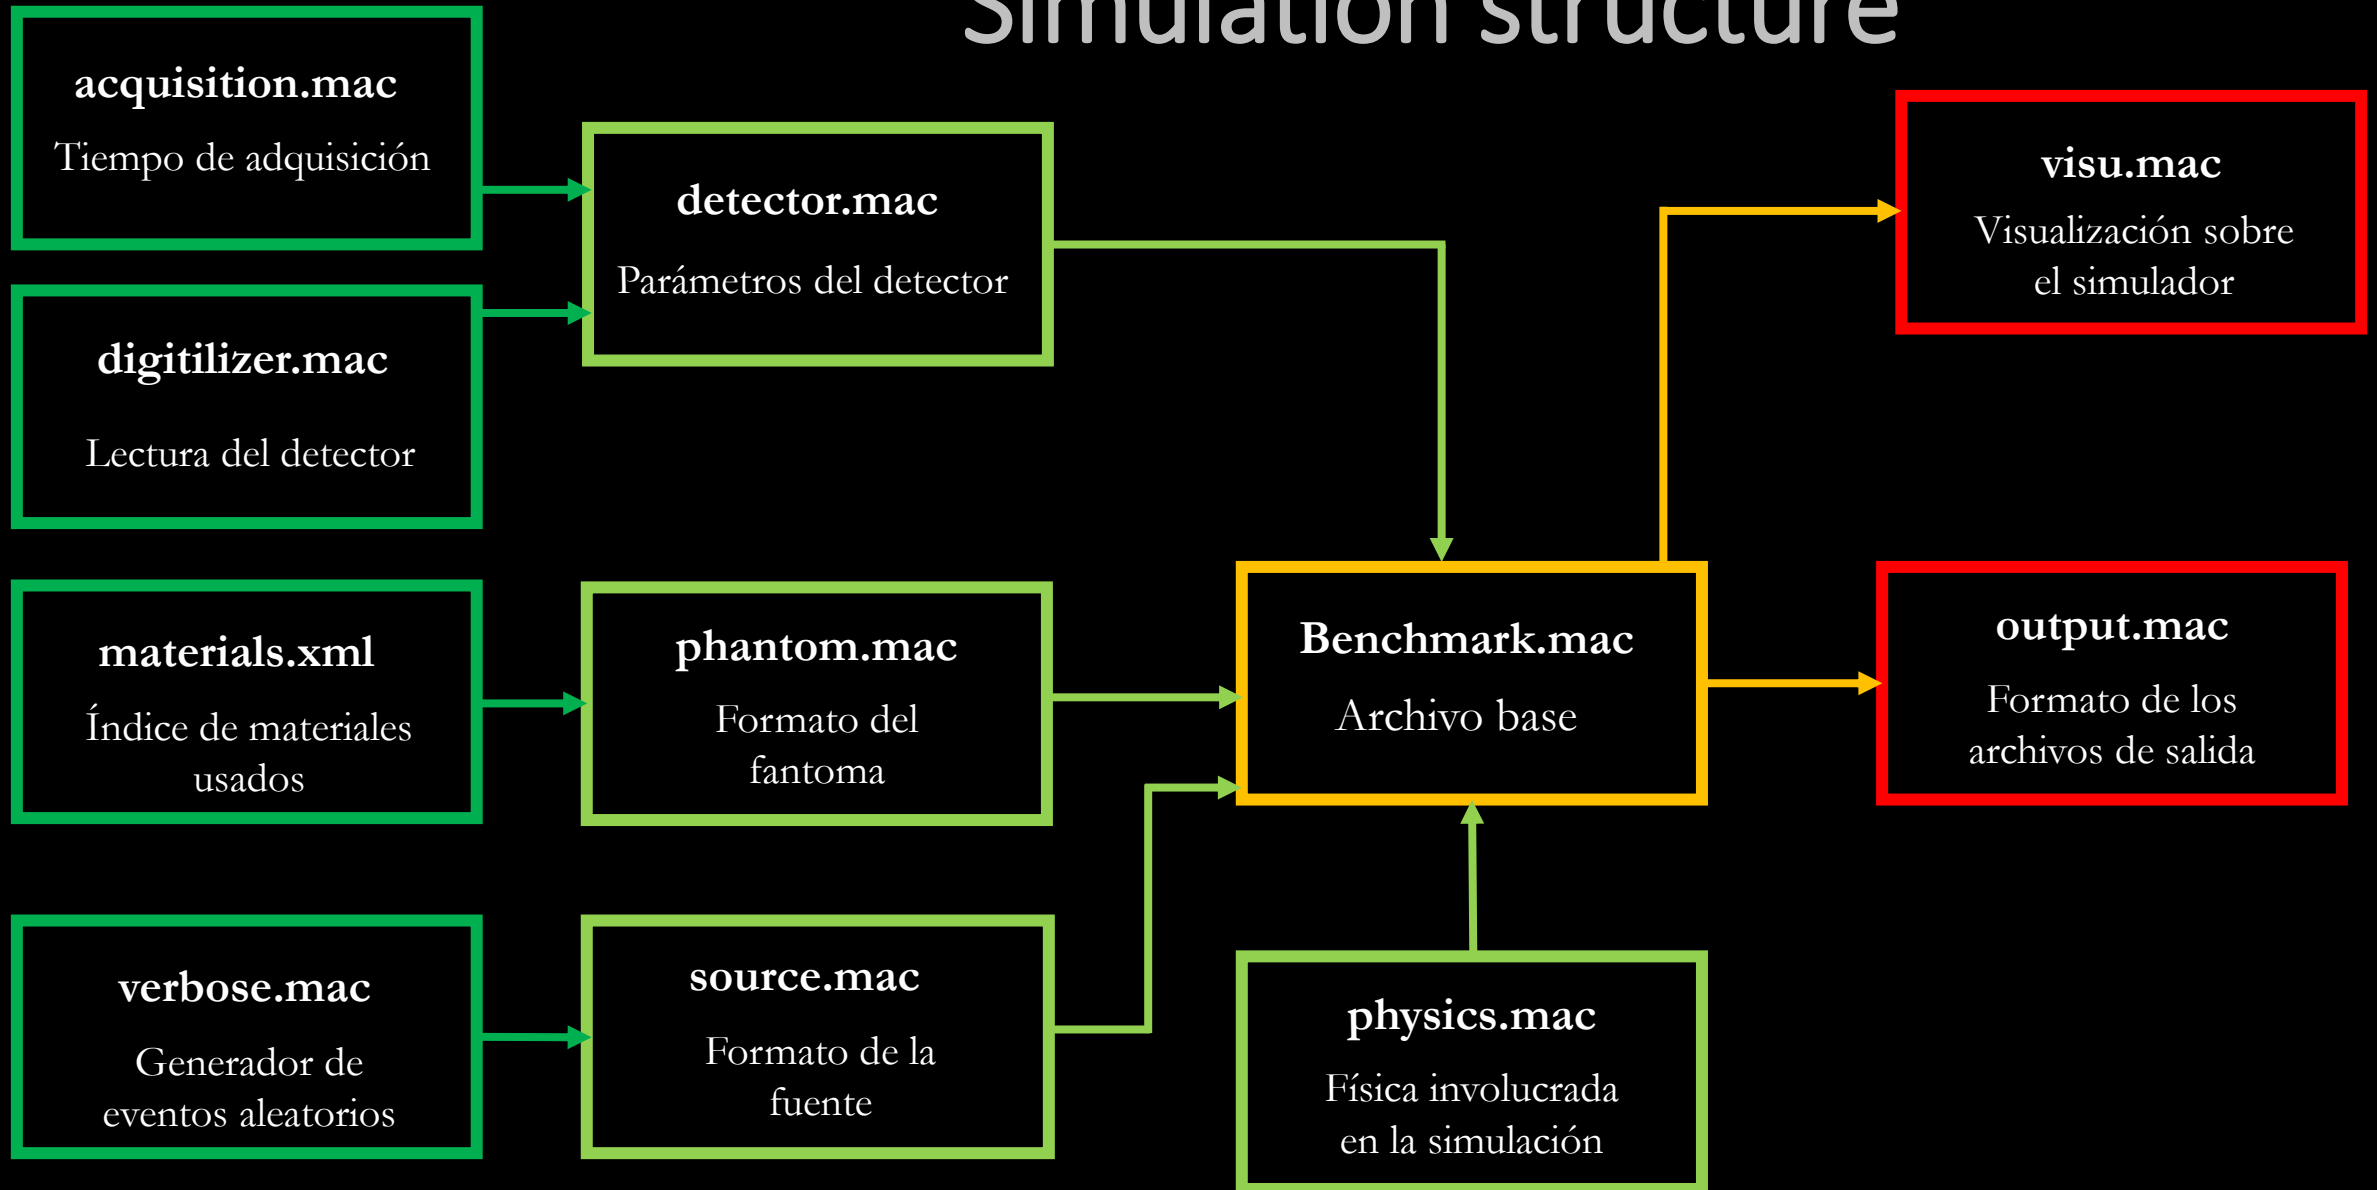 Simulation structure
acquisition.mac
Tiempo de adquisición
digitilizer.mac
Lectura del detector
detector.mac
Parámetros del detector
visu.mac
Visualización sobre
el simulador
materials.xml
Índice de materiales
usados
phantom.mac
Formato del
fantoma
Benchmark.mac
Archivo base
output.mac
Formato de los
archivos de salida
verbose.mac
Generador de
eventos aleatorios
source.mac
Formato de la
fuente
physics.mac
Física involucrada
en la simulación